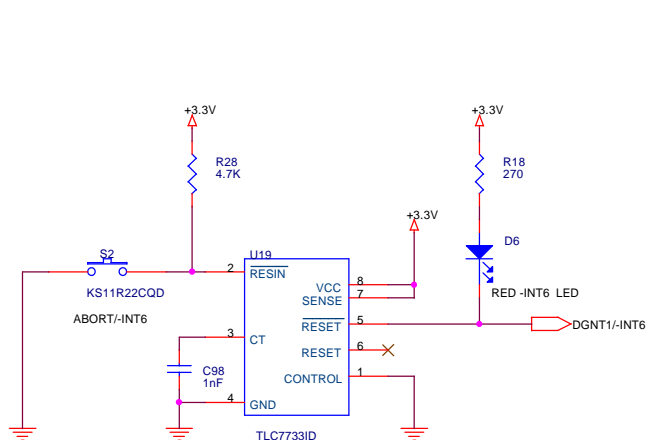 +3.3V
+3.3V
R28
4.7K
R18
270
+3.3V
D6
S2
U19
2
RESIN
KS11R22CQD
VCC
8
SENSE
7
RED -INT6 LED
ABORT/-INT6
3
CT
RESET
5
DGNT1/-INT6
RESET
6
C98
1nF
CONTROL
1
4
GND
TLC7733ID